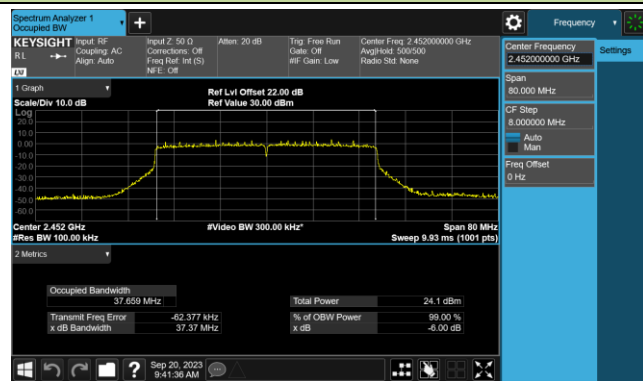 Spectrum Analyzer 1
Occupied BW
Frequency
KEYSIGHT
RL
LXI
Input: RF
Coupling: AC
Align: Auto
Input Z: 50 Ω
Corrections: Off
Freq Ref: Int (S)
NFE: Off
Atten: 20 dB
Trig: Free Run
Gate: Off
#IF Gain: Low
Center Freq: 2.452000000 GHz
Avg|Hold: 500/500
Radio Std: None
Center Frequency
2.452000000 GHz
Settings
Span
80.000 MHz
CF Step
8.000000 MHz
Auto
Man
Freq Offset
0 Hz
1 Graph
Scale/Div 10.0 dB
Ref Lvl Offset 22.00 dB
Ref Value 30.00 dBm
Log
20.0
10.0
0.00
-10.0
-20.0
-30.0
-40.0
-50.0
-60.0
Center 2.452 GHz
#Res BW 100.00 kHz
#Video BW 300.00 kHz*
Span 80 MHz
Sweep 9.93 ms (1001 pts)
2 Metrics
Occupied Bandwidth
37.659 MHz
Total Power 24.1 dBm
Transmit Freq Error -62.377 kHz
% of OBW Power 99.00 %
x dB Bandwidth 37.37 MHz
x dB -6.00 dB
?
Sep 20, 2023
9:41:36 AM